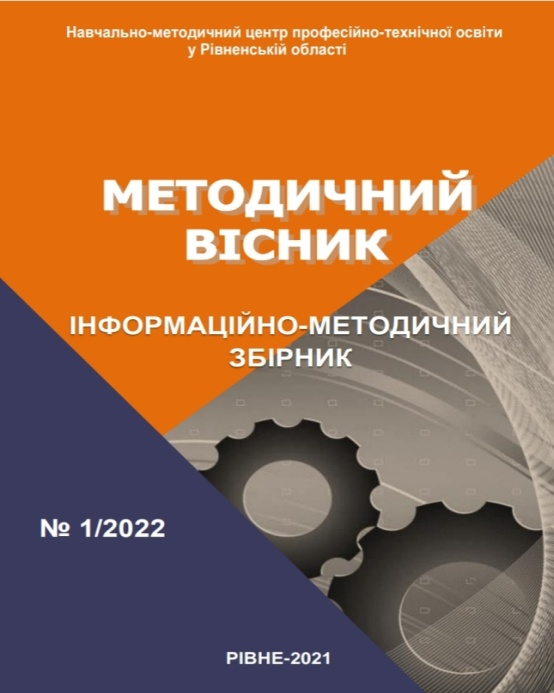 Навчально-методичний центр професійно-технічної освіти
у Рівненській області
МЕТОДИЧНИЙ
ВІСНИК
ІНФОРМАЦІЙНО-МЕТОДИЧНИЙ
ЗБІРНИК
№ 1/2022
РІВНЕ-2021